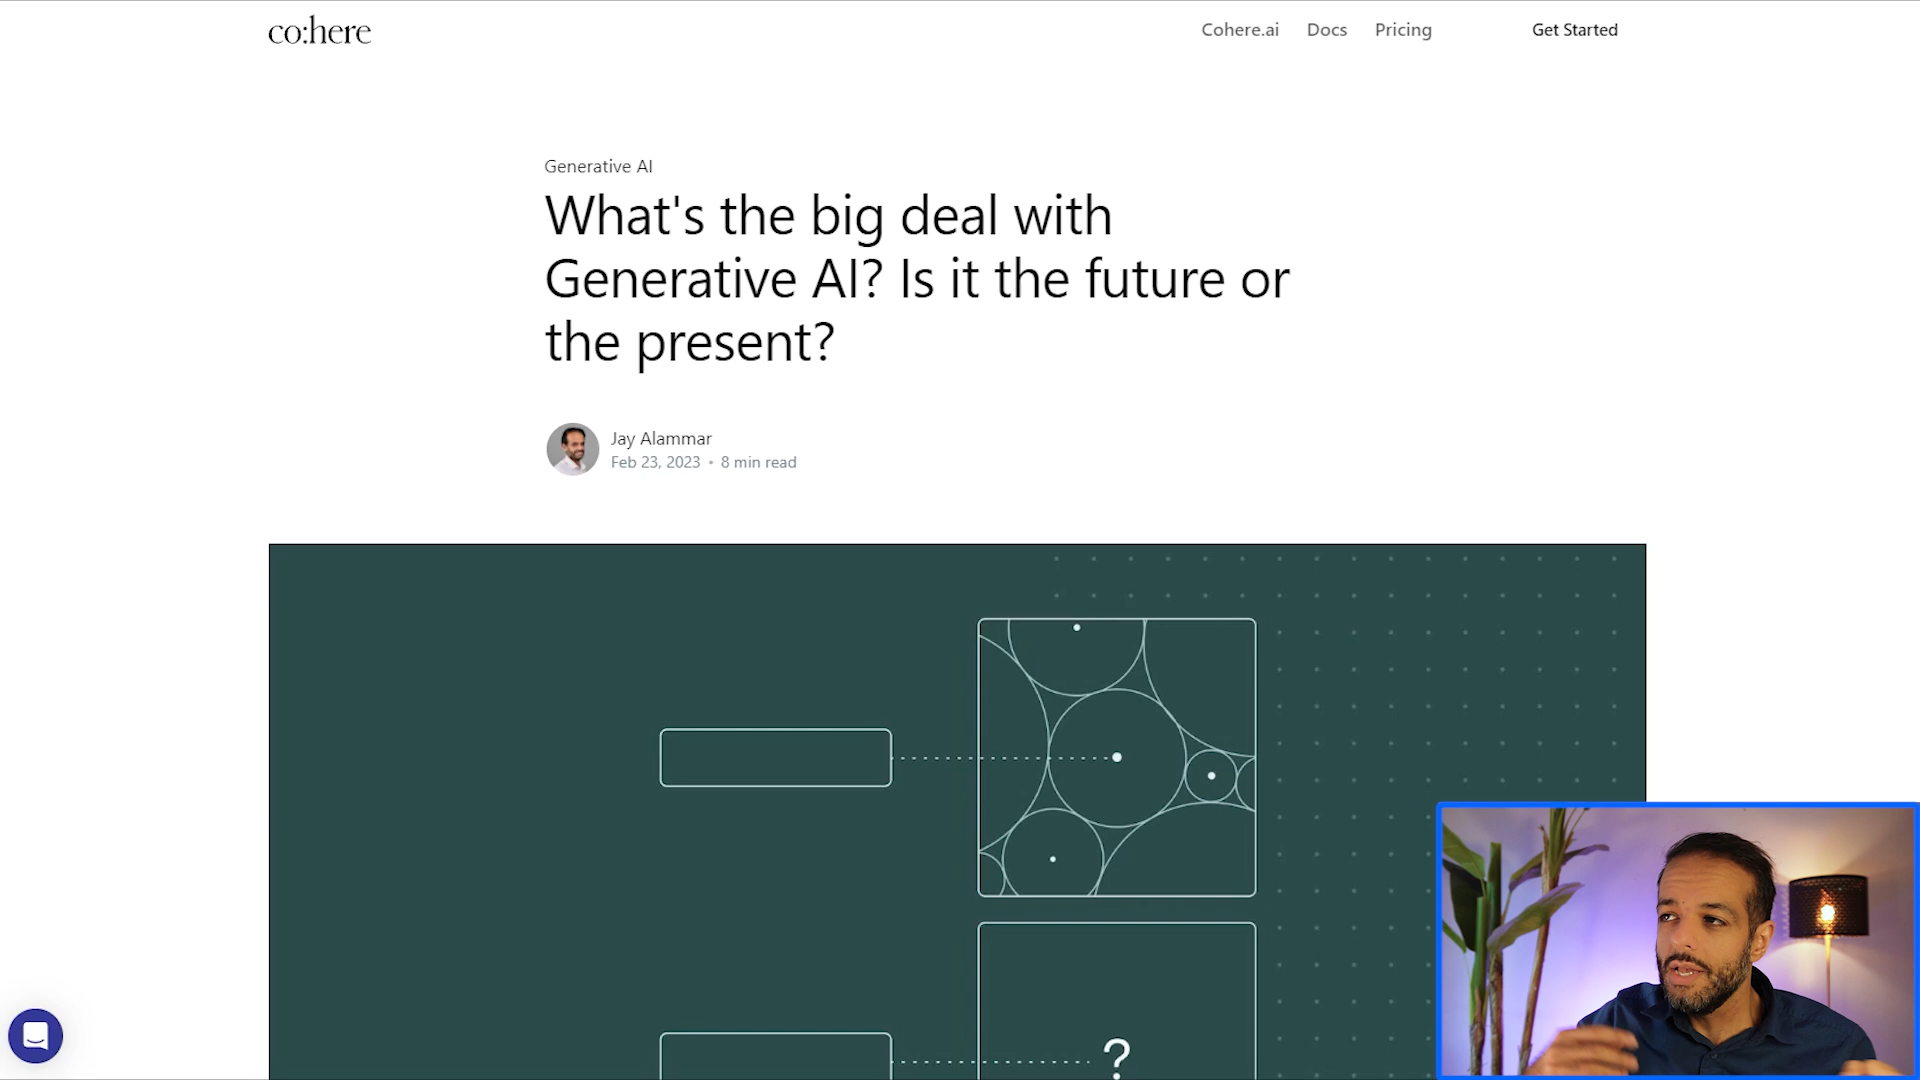 co:here
Cohere.ai
Docs
Pricing
Get Started
Generative AI
What's the big deal with
Generative AI? Is it the future or
the present?
Jay Alammar
Feb 23, 2023 • 8 min read
?